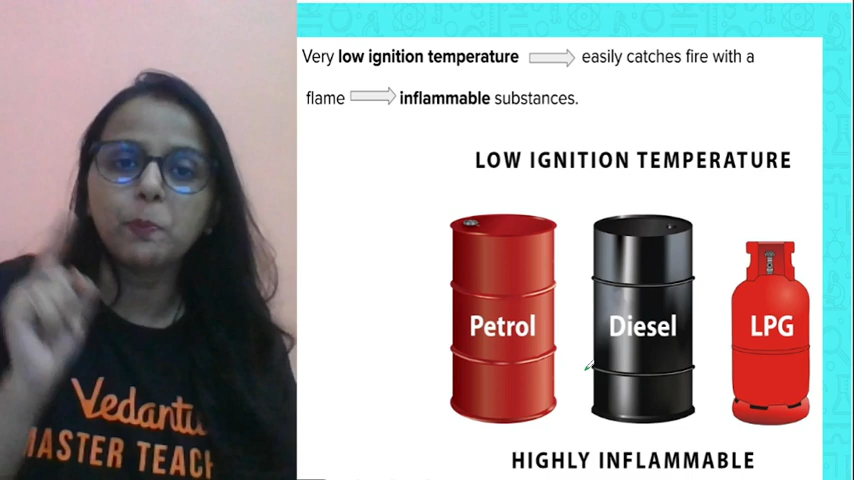 Very low ignition temperature easily catches fire with a
flame inflammable substances.
LOW IGNITION TEMPERATURE
Petrol Diesel LPG
HIGHLY INFLAMMABLE
Vedantu
MASTER TEACH